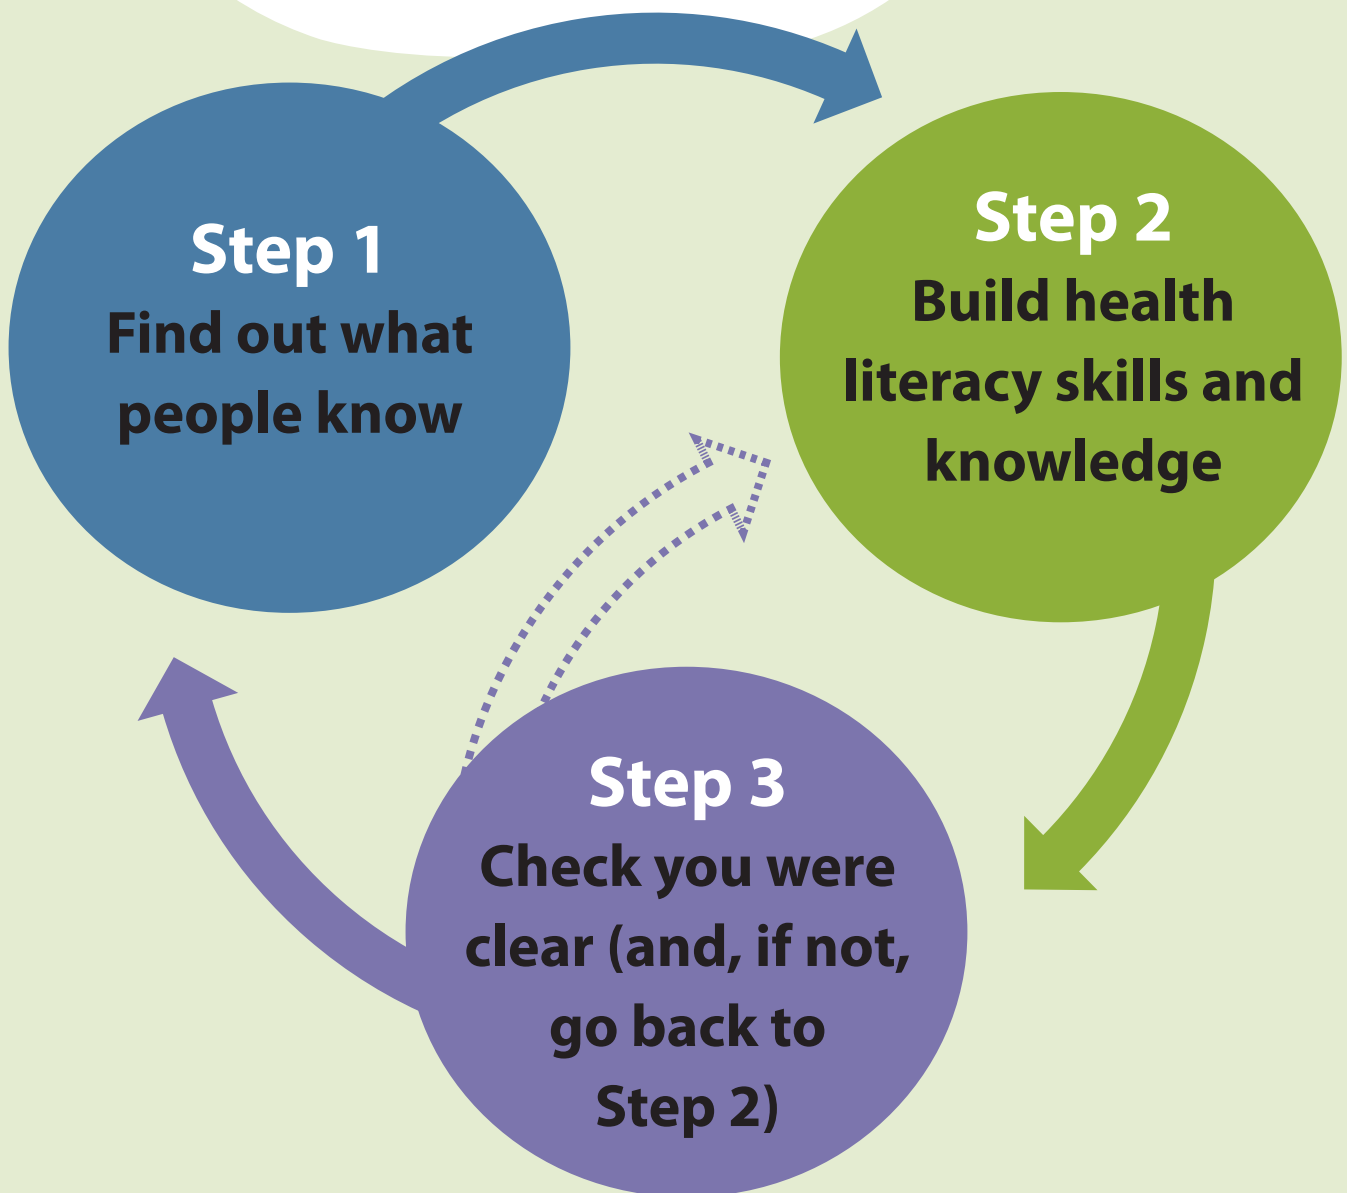 Step 1
Find out what
people know
Step 2
Build health
literacy skills and
knowledge
Step 3
Check you were
clear (and, if not,
go back to
Step 2)